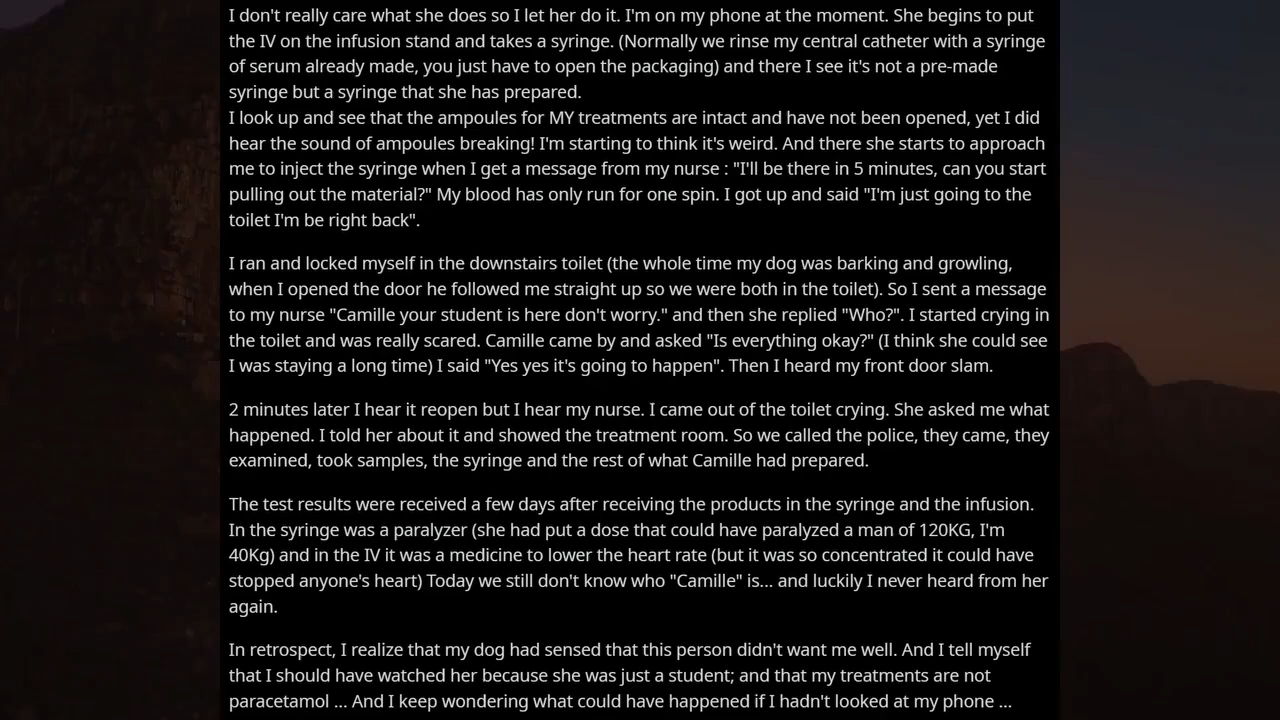 I don't really care what she does so I let her do it. I'm on my phone at the moment. She begins to put
the IV on the infusion stand and takes a syringe. (Normally we rinse my central catheter with a syringe
of serum already made, you just have to open the packaging) and there I see it's not a pre-made
syringe but a syringe that she has prepared.
I look up and see that the ampoules for MY treatments are intact and have not been opened, yet I did
hear the sound of ampoules breaking! I'm starting to think it's weird. And there she starts to approach
me to inject the syringe when I get a message from my nurse : "I'll be there in 5 minutes, can you start
pulling out the material?" My blood has only run for one spin. I got up and said "I'm just going to the
toilet I'm be right back".
I ran and locked myself in the downstairs toilet (the whole time my dog was barking and growling,
when I opened the door he followed me straight up so we were both in the toilet). So I sent a message
to my nurse "Camille your student is here don't worry." and then she replied "Who?". I started crying in
the toilet and was really scared. Camille came by and asked "Is everything okay?" (I think she could see
I was staying a long time) I said "Yes yes it's going to happen". Then I heard my front door slam.
2 minutes later I hear it reopen but I hear my nurse. I came out of the toilet crying. She asked me what
happened. I told her about it and showed the treatment room. So we called the police, they came, they
examined, took samples, the syringe and the rest of what Camille had prepared.
The test results were received a few days after receiving the products in the syringe and the infusion.
In the syringe was a paralyzer (she had put a dose that could have paralyzed a man of 120KG, I'm
40Kg) and in the IV it was a medicine to lower the heart rate (but it was so concentrated it could have
stopped anyone's heart) Today we still don't know who "Camille" is... and luckily I never heard from her
again.
In retrospect, I realize that my dog had sensed that this person didn't want me well. And I tell myself
that I should have watched her because she was just a student; and that my treatments are not
paracetamol ... And I keep wondering what could have happened if I hadn't looked at my phone ...